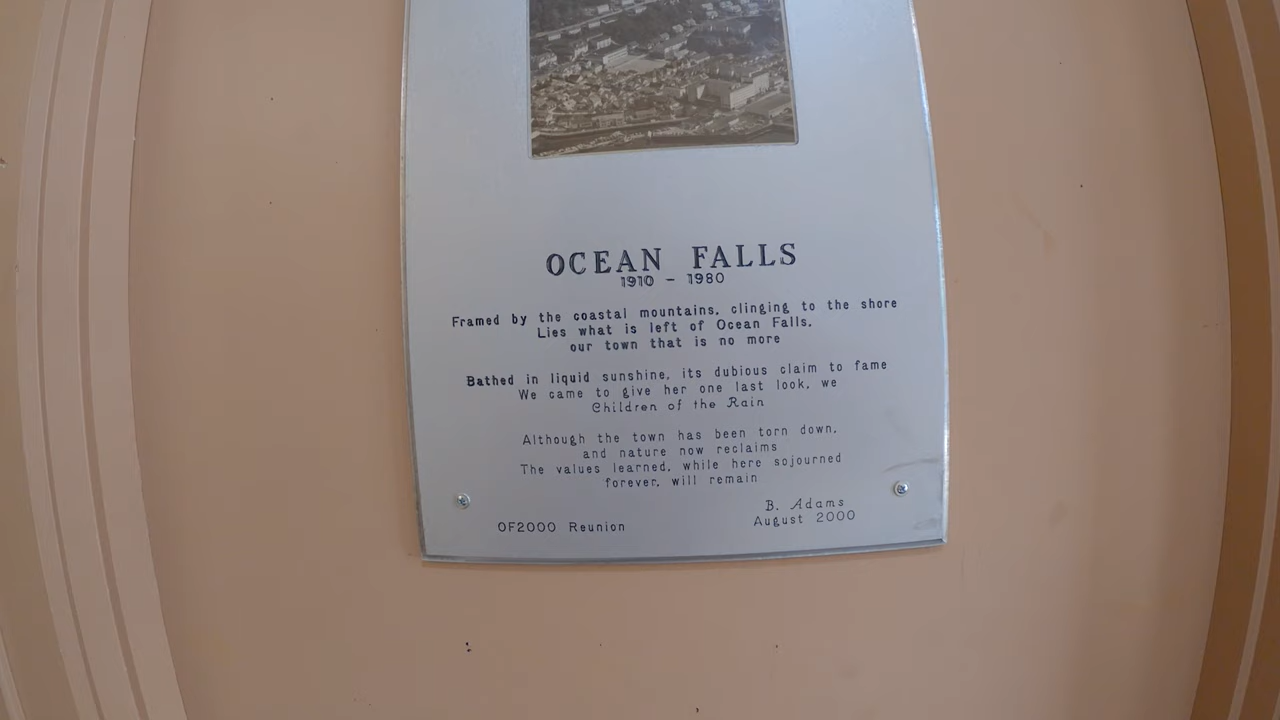 OCEAN FALLS
1910 - 1980
Framed by the coastal mountains, clinging to the shore
Lies what is left of Ocean Falls,
our town that is no more
Bathed in liquid sunshine, its dubious claim to fame
We came to give her one last look, we
Children of the Rain
Although the town has been torn down,
and nature now reclaims
The values learned, while here sojourned
forever, will remain
B. Adams
August 2000
OF2000 Reunion